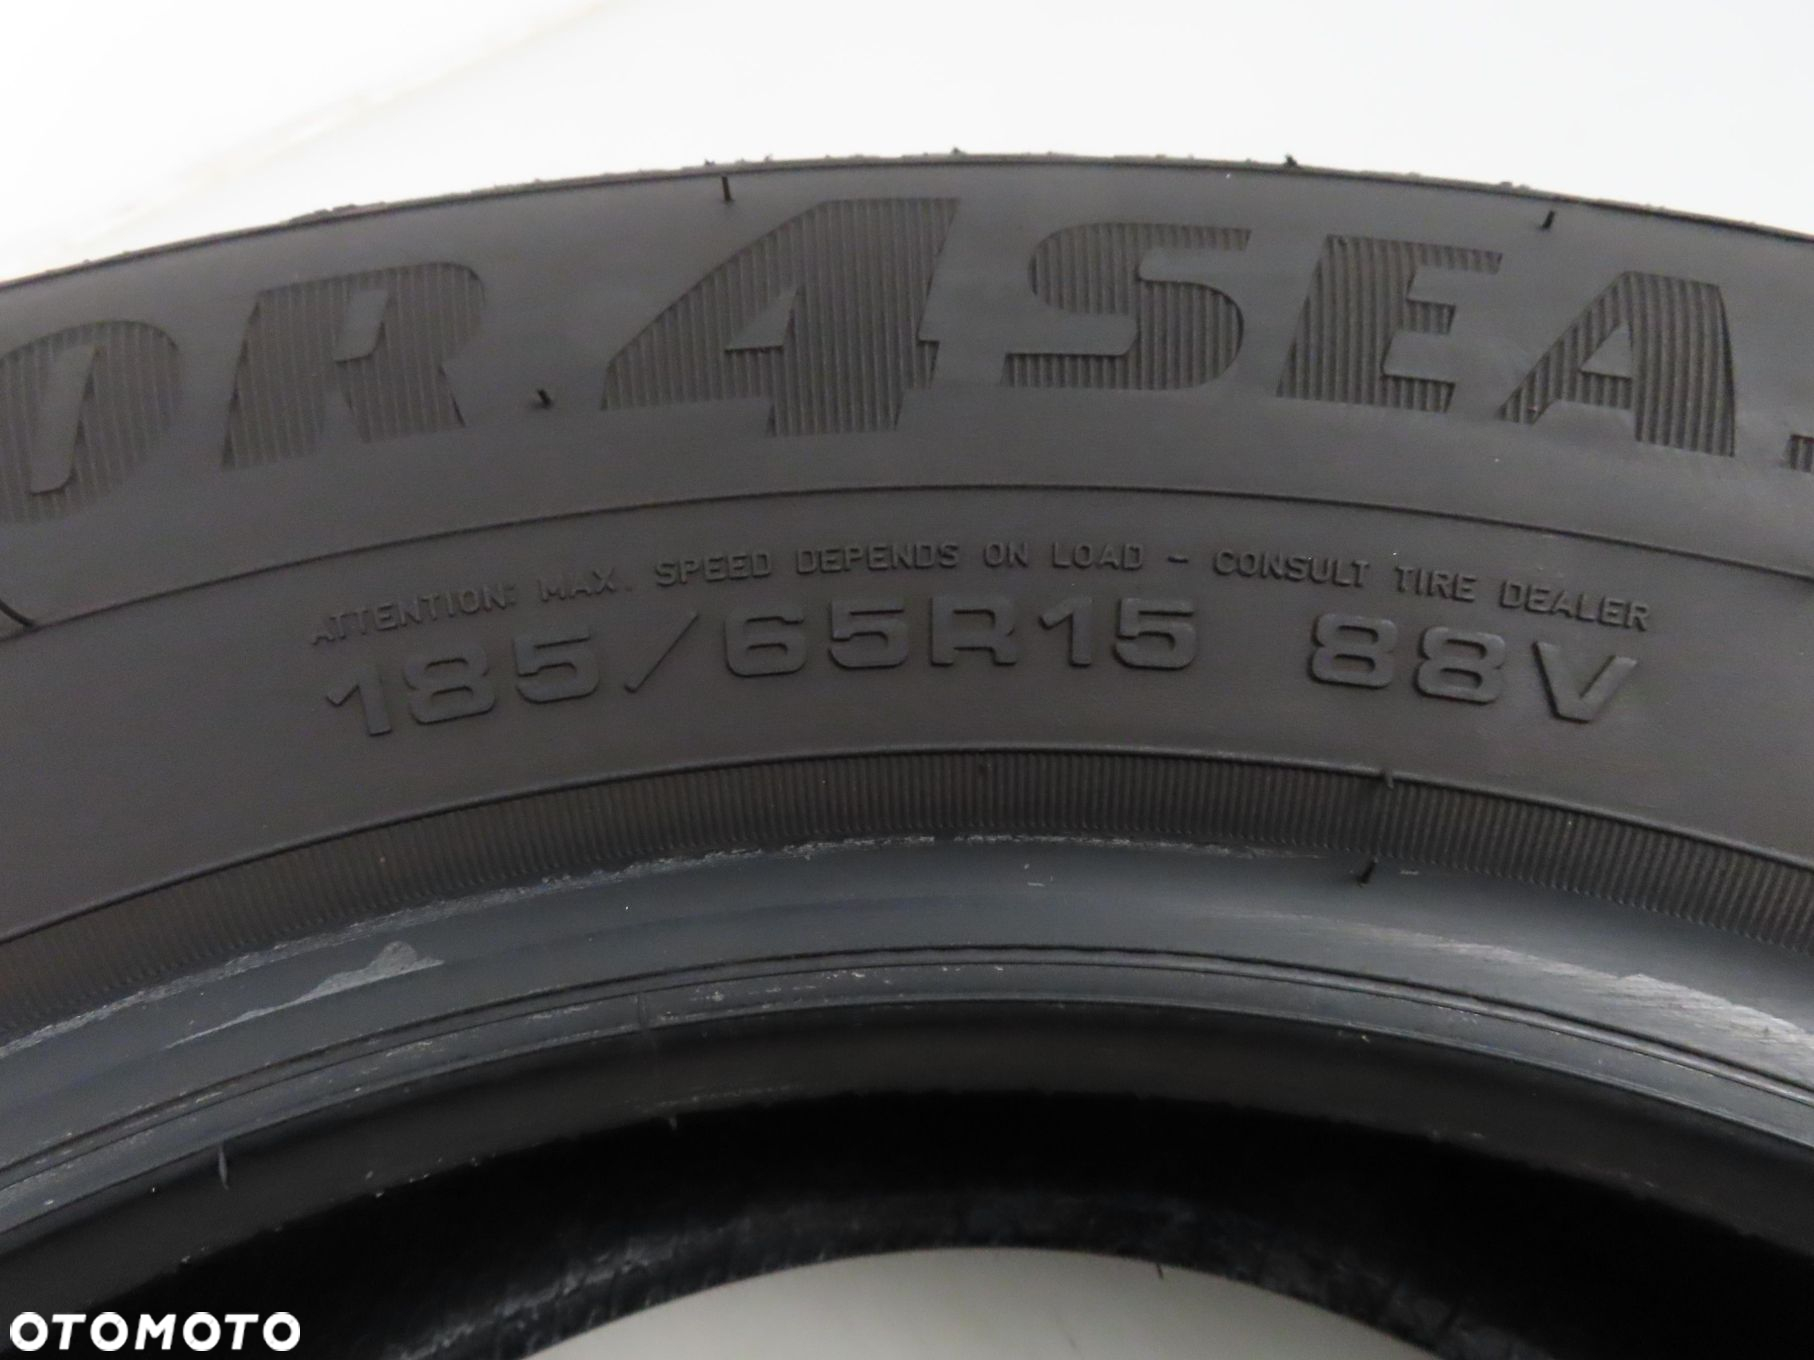 OR 4SEA
ATTENTION: MAX. SPEED DEPENDS ON LOAD - CONSULT TIRE DEALER
185/65R15 88V
OTOMOTO